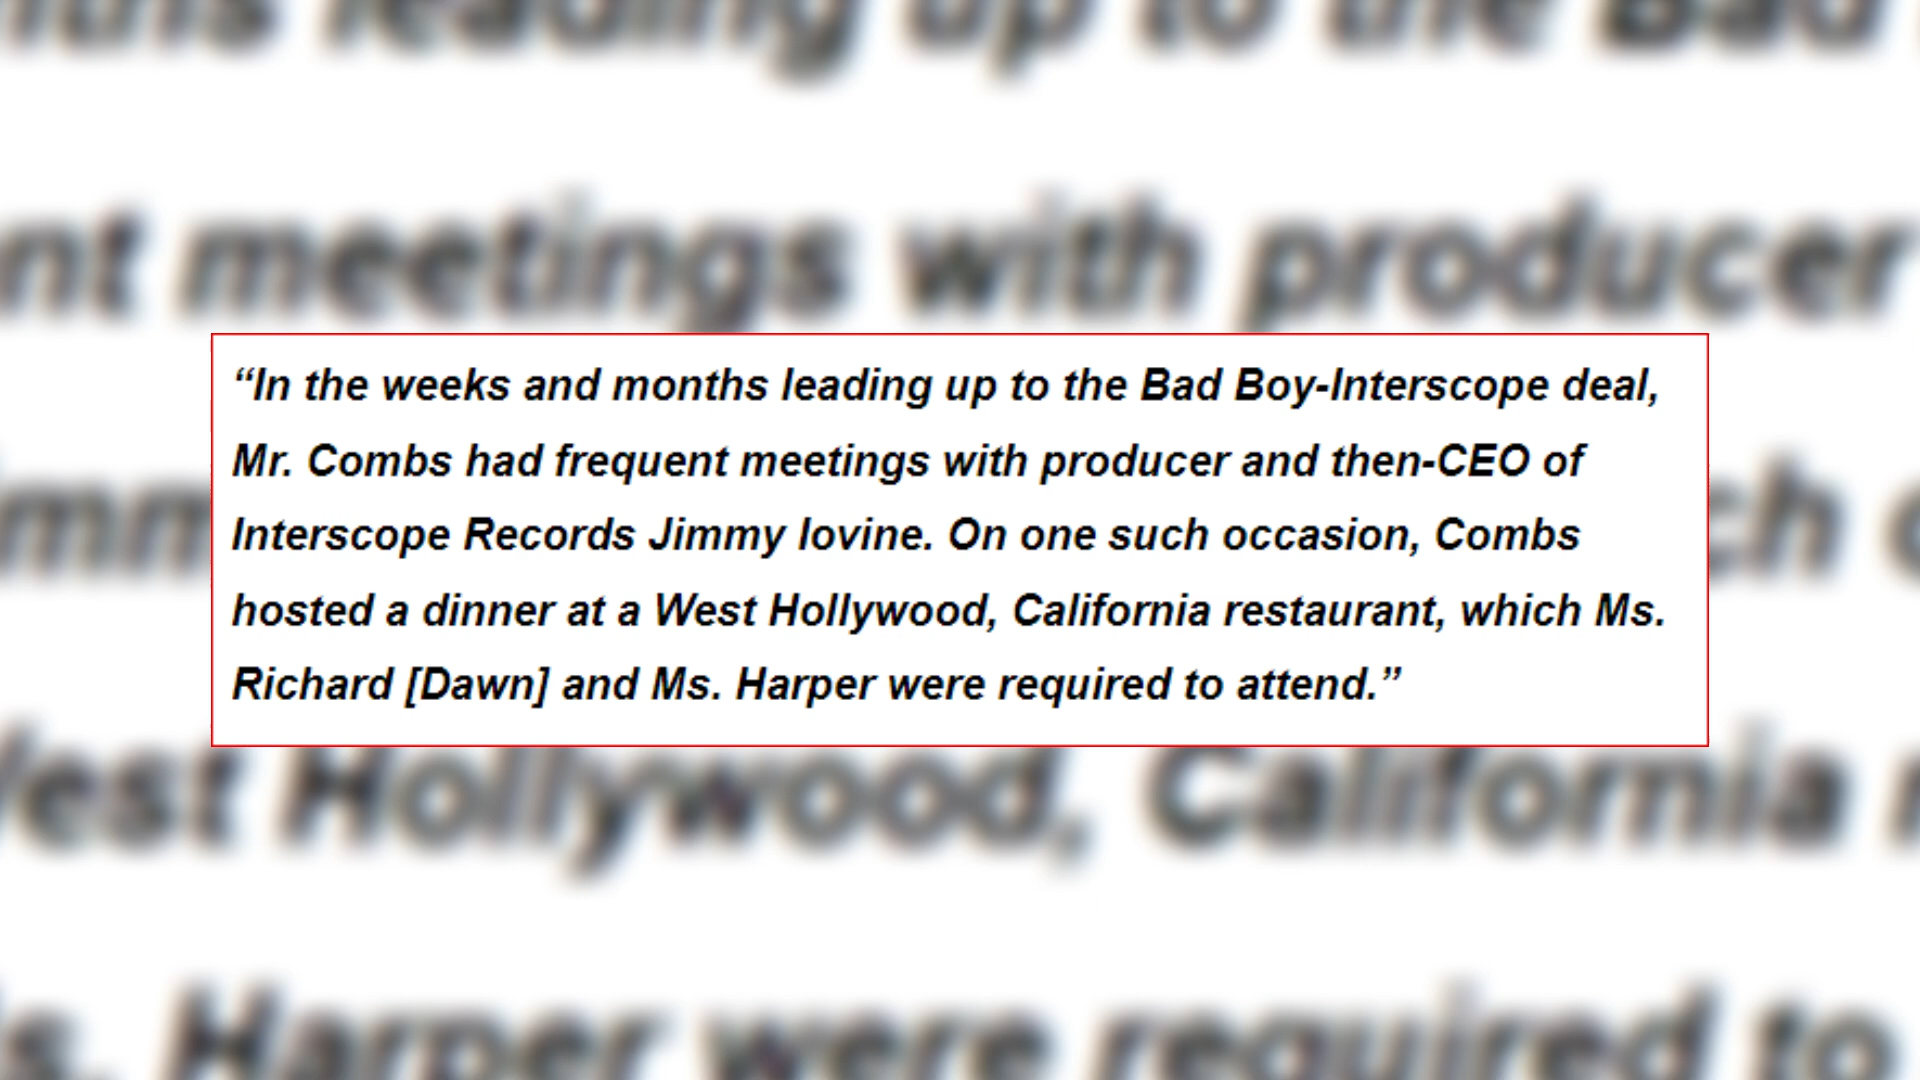 “In the weeks and months leading up to the Bad Boy-Interscope deal,
Mr. Combs had frequent meetings with producer and then-CEO of
Interscope Records Jimmy Iovine. On one such occasion, Combs
hosted a dinner at a West Hollywood, California restaurant, which Ms.
Richard [Dawn] and Ms. Harper were required to attend.”